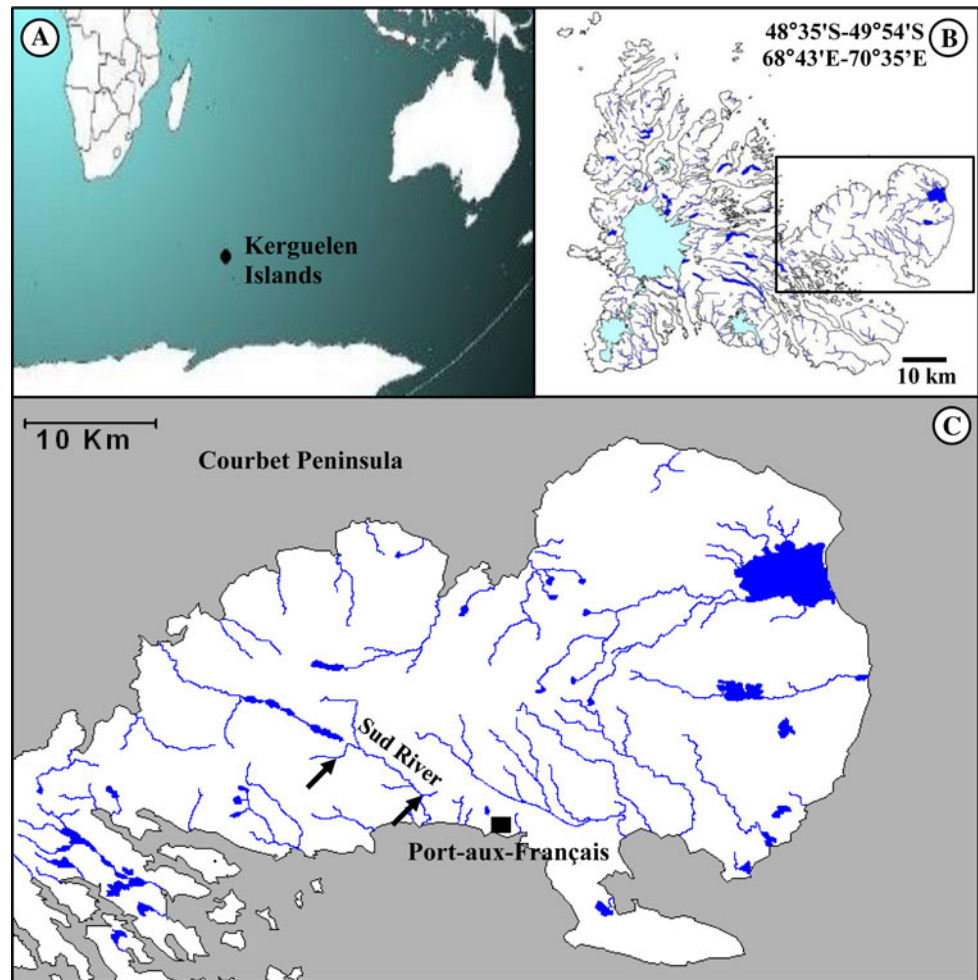 A
Kerguelen
Islands
48°35'S-49°54'S
68°43'E-70°35'E
B
10 km
10 Km
C
Courbet Peninsula
Sud River
Port-aux-Français